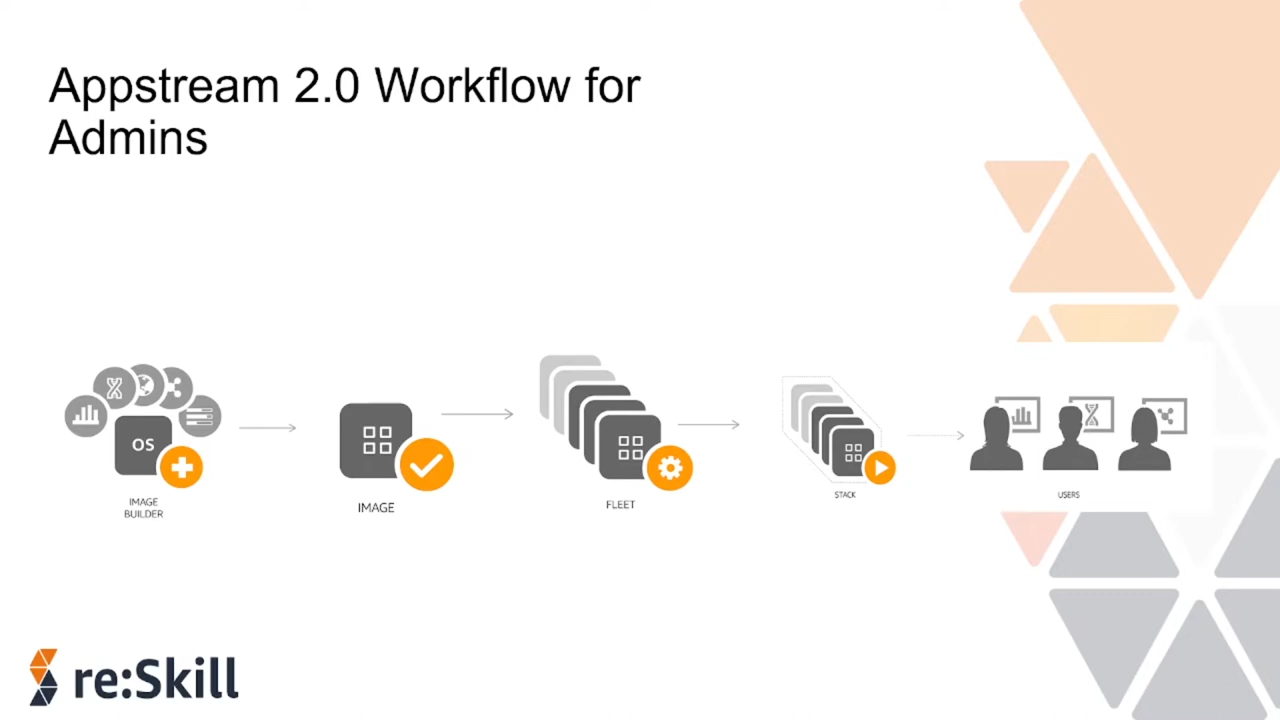 Appstream 2.0 Workflow for
Admins
OS
IMAGE
BUILDER
IMAGE
FLEET
STACK
USERS
re:Skill